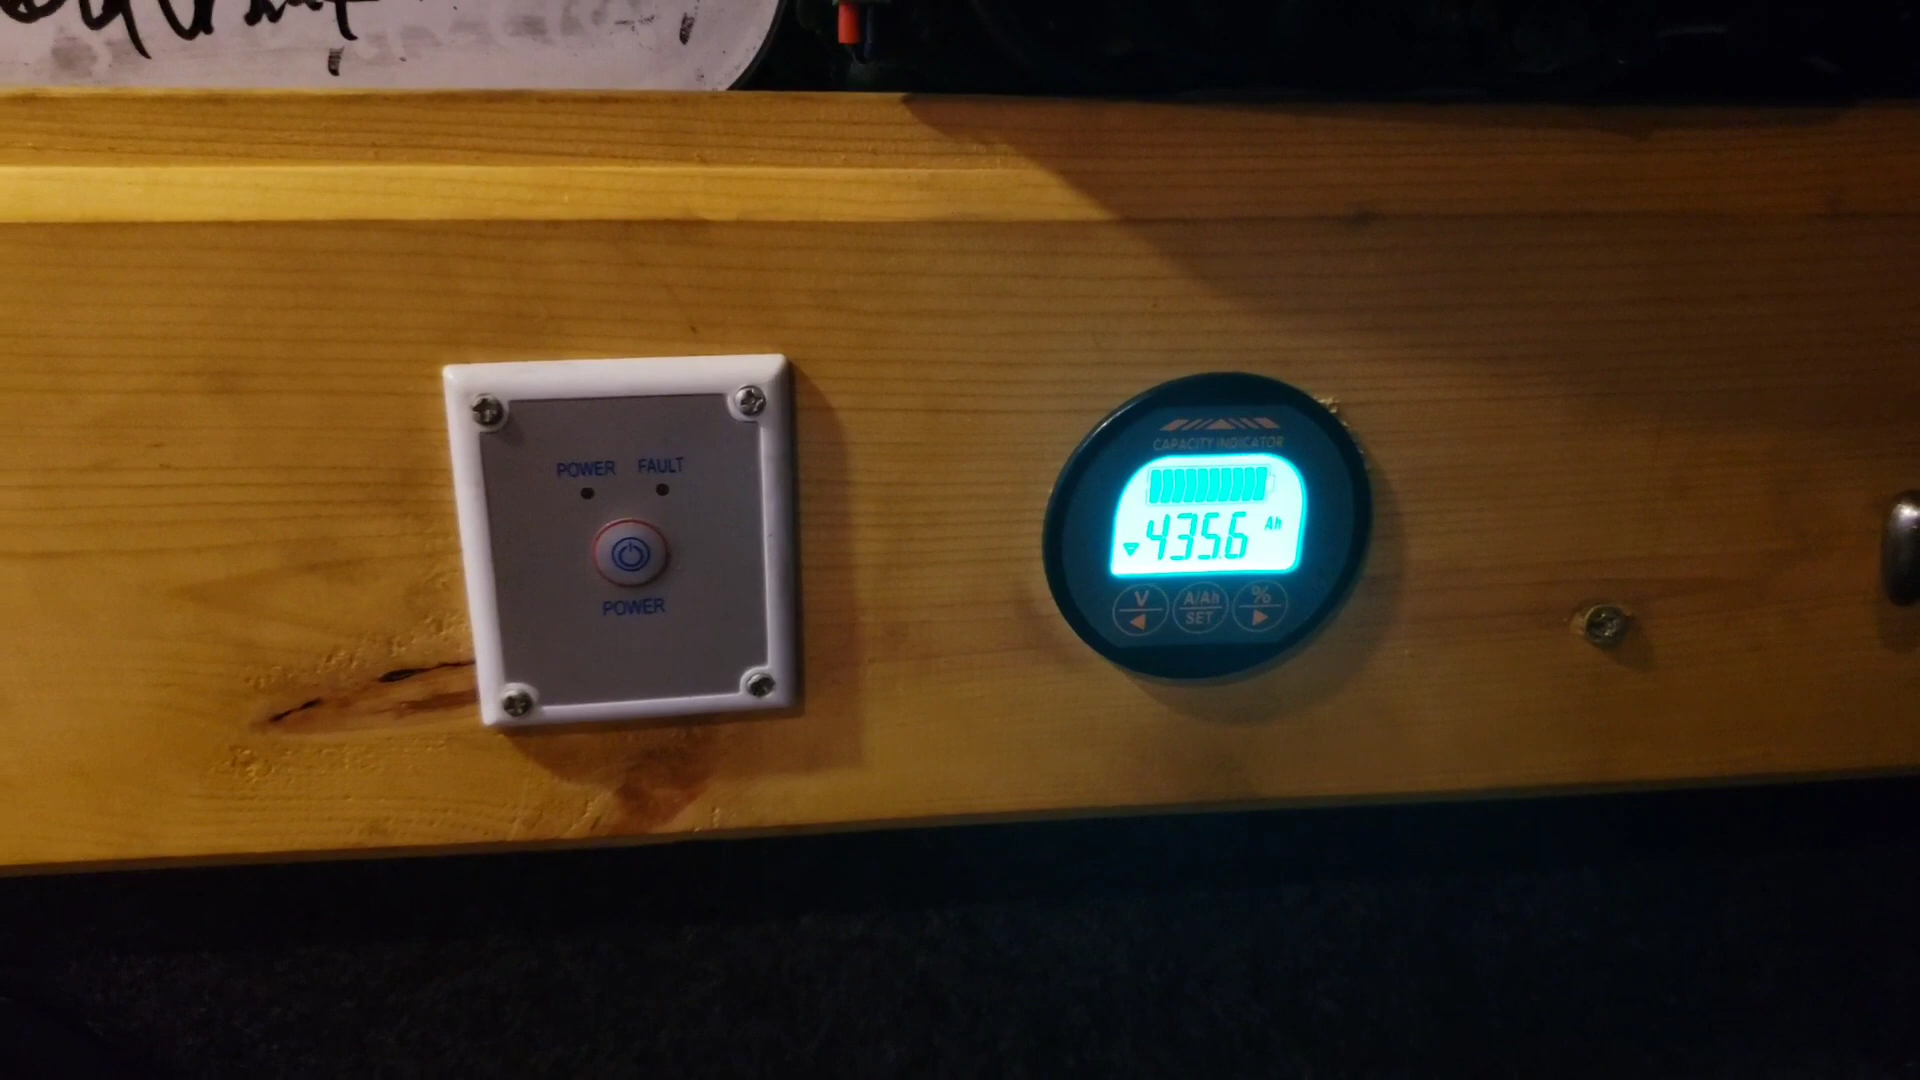 POWER FAULT
POWER
CAPACITY INDICATOR
435.6 Ah
V A/Ah %
SET